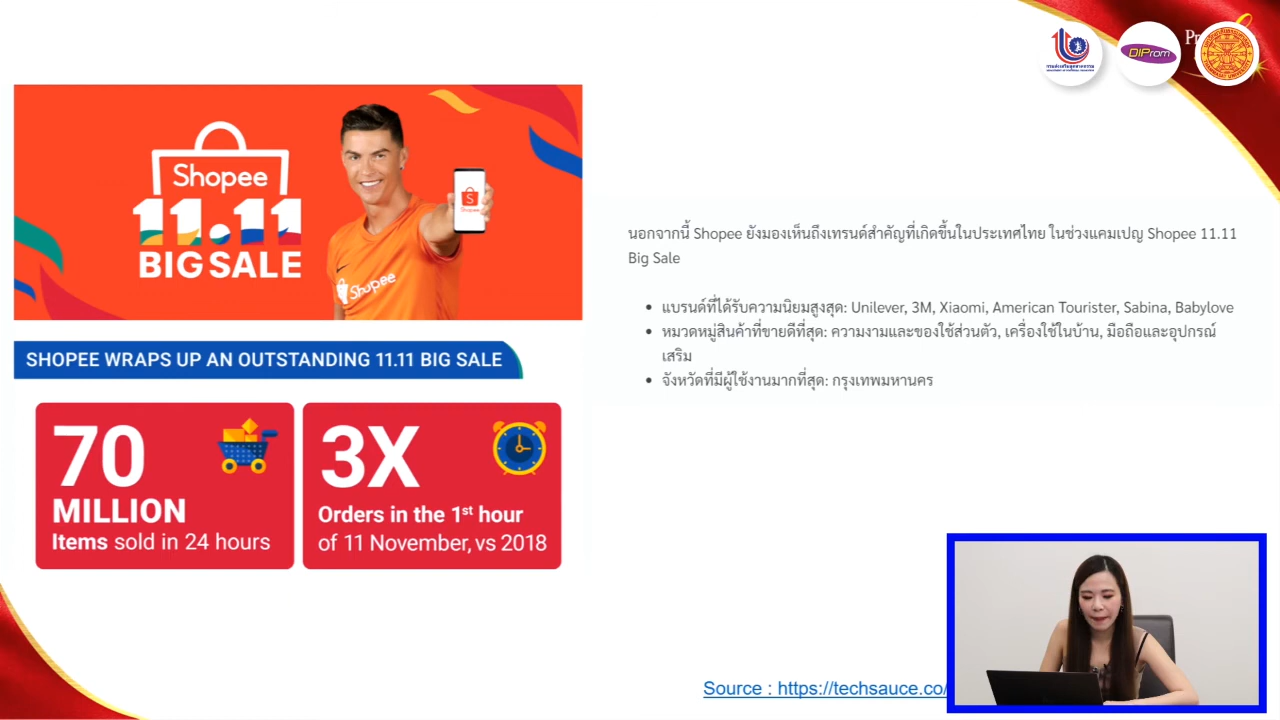 Shopee
11.11
BIG SALE
Shopee
Shopee
SHOPEE WRAPS UP AN OUTSTANDING 11.11 BIG SALE
70
MILLION
Items sold in 24 hours
3X
Orders in the 1st hour
of 11 November, vs 2018
DIProm
นอกจากนี้ Shopee ยังมองเห็นถึงเทรนด์สำคัญที่เกิดขึ้นในประเทศไทย ในช่วงแคมเปญ Shopee 11.11
Big Sale
• แบรนด์ที่ได้รับความนิยมสูงสุด: Unilever, 3M, Xiaomi, American Tourister, Sabina, Babylove
• หมวดหมู่สินค้าที่ขายดีที่สุด: ความงามและของใช้ส่วนตัว, เครื่องใช้ในบ้าน, มือถือและอุปกรณ์
เสริม
• จังหวัดที่มีผู้ใช้งานมากที่สุด: กรุงเทพมหานคร
Source : https://techsauce.co/